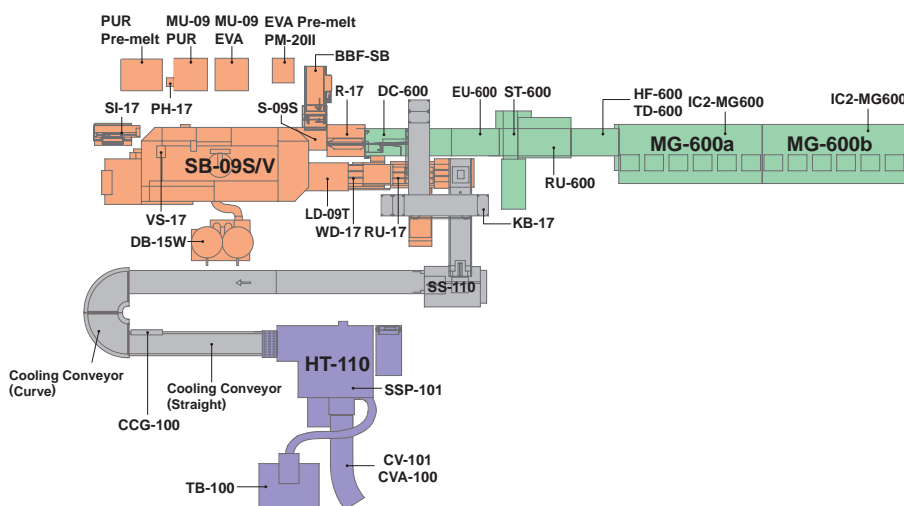 PUR
Pre-melt
MU-09
PUR
MU-09
EVA
EVA Pre-melt
PM-20II
BBF-SB
SI-17
PH-17
S-09S
R-17
DC-600
EU-600
ST-600
HF-600
TD-600
IC2-MG600
IC2-MG600
MG-600a
MG-600b
SB-09S/V
RU-600
VS-17
LD-09T
WD-17
RU-17
KB-17
DB-15W
SS-110
HT-110
Cooling Conveyor
(Curve)
Cooling Conveyor
(Straight)
SSP-101
CCG-100
CV-101
CVA-100
TB-100